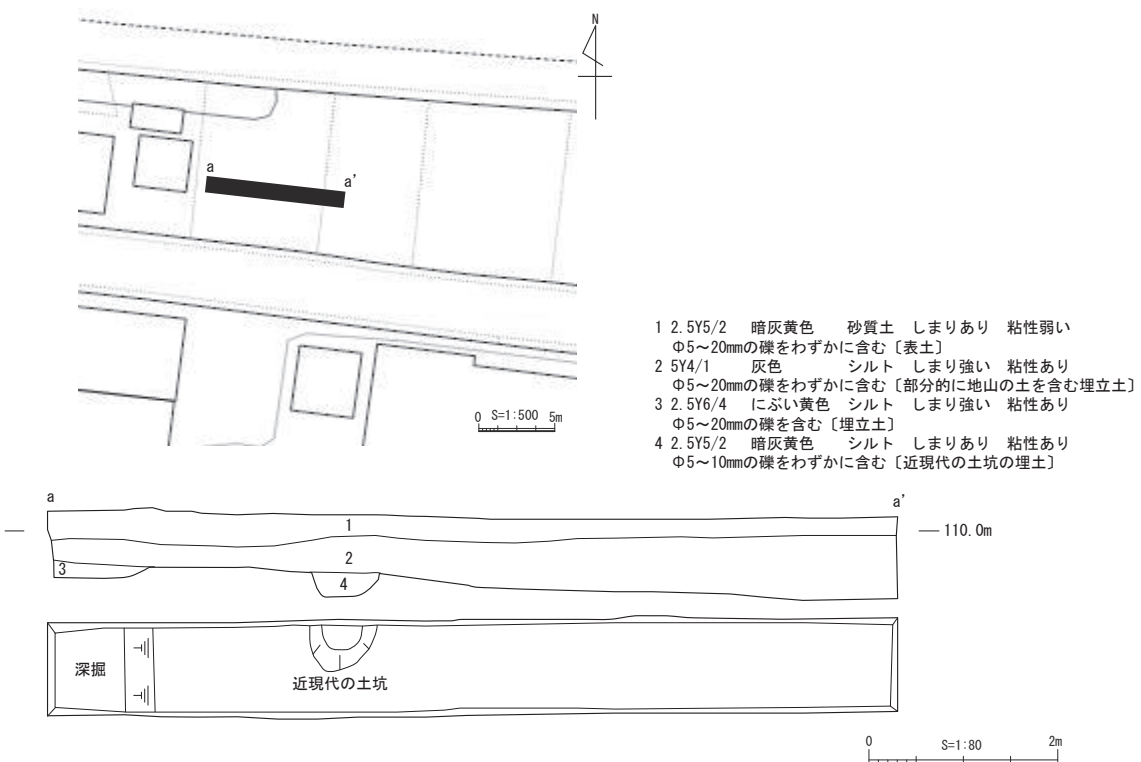 N
a
a’
0 S=1:500 5m
1 2.5Y5/2 暗灰黄色 砂質土 しまりあり 粘性弱い
Φ5～20mmの礫をわずかに含む〔表土〕
2 5Y4/1 灰色 シルト しまり強い 粘性あり
Φ5～20mmの礫をわずかに含む〔部分的に地山の土を含む埋立土〕
3 2.5Y6/4 にぶい黄色 シルト しまり強い 粘性あり
Φ5～20mmの礫を含む〔埋立土〕
4 2.5Y5/2 暗灰黄色 シルト しまりあり 粘性あり
Φ5～10mmの礫をわずかに含む〔近現代の土坑の埋土〕
a
a’
1
110.0m
2
3
4
深掘
近現代の土坑
0 S=1:80 2m